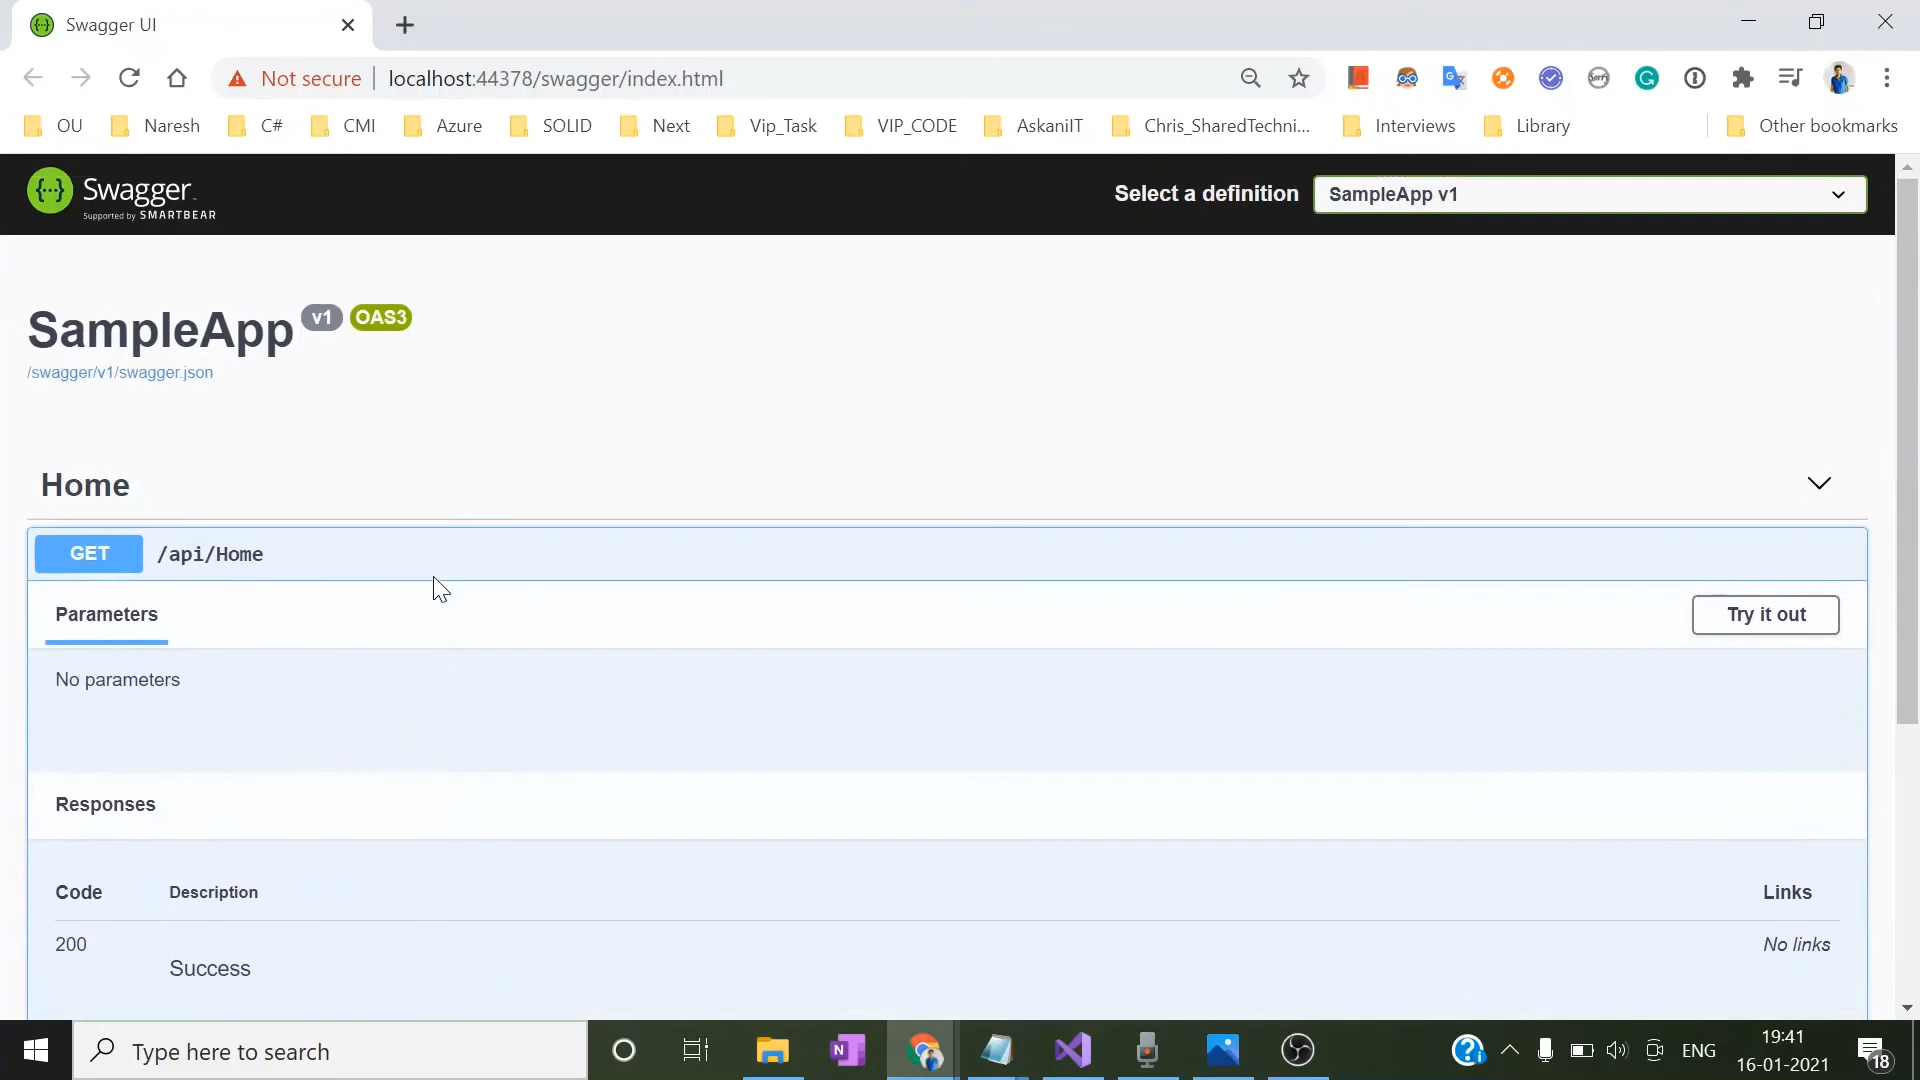 Swagger UI
Not secure
localhost:44378/swagger/index.html
OU
Naresh
C#
CMI
Azure
SOLID
Next
Vip_Task
VIP_CODE
AskaniIT
Chris_SharedTechni...
Interviews
Library
Other bookmarks
Swagger
Supported by SMARTBEAR
Select a definition
SampleApp v1
SampleApp v1 OAS3
/swagger/v1/swagger.json
Home
GET /api/Home
Parameters
Try it out
No parameters
Responses
Code Description Links
200 No links
Success
Type here to search
N
ENG
19:41
16-01-2021
18